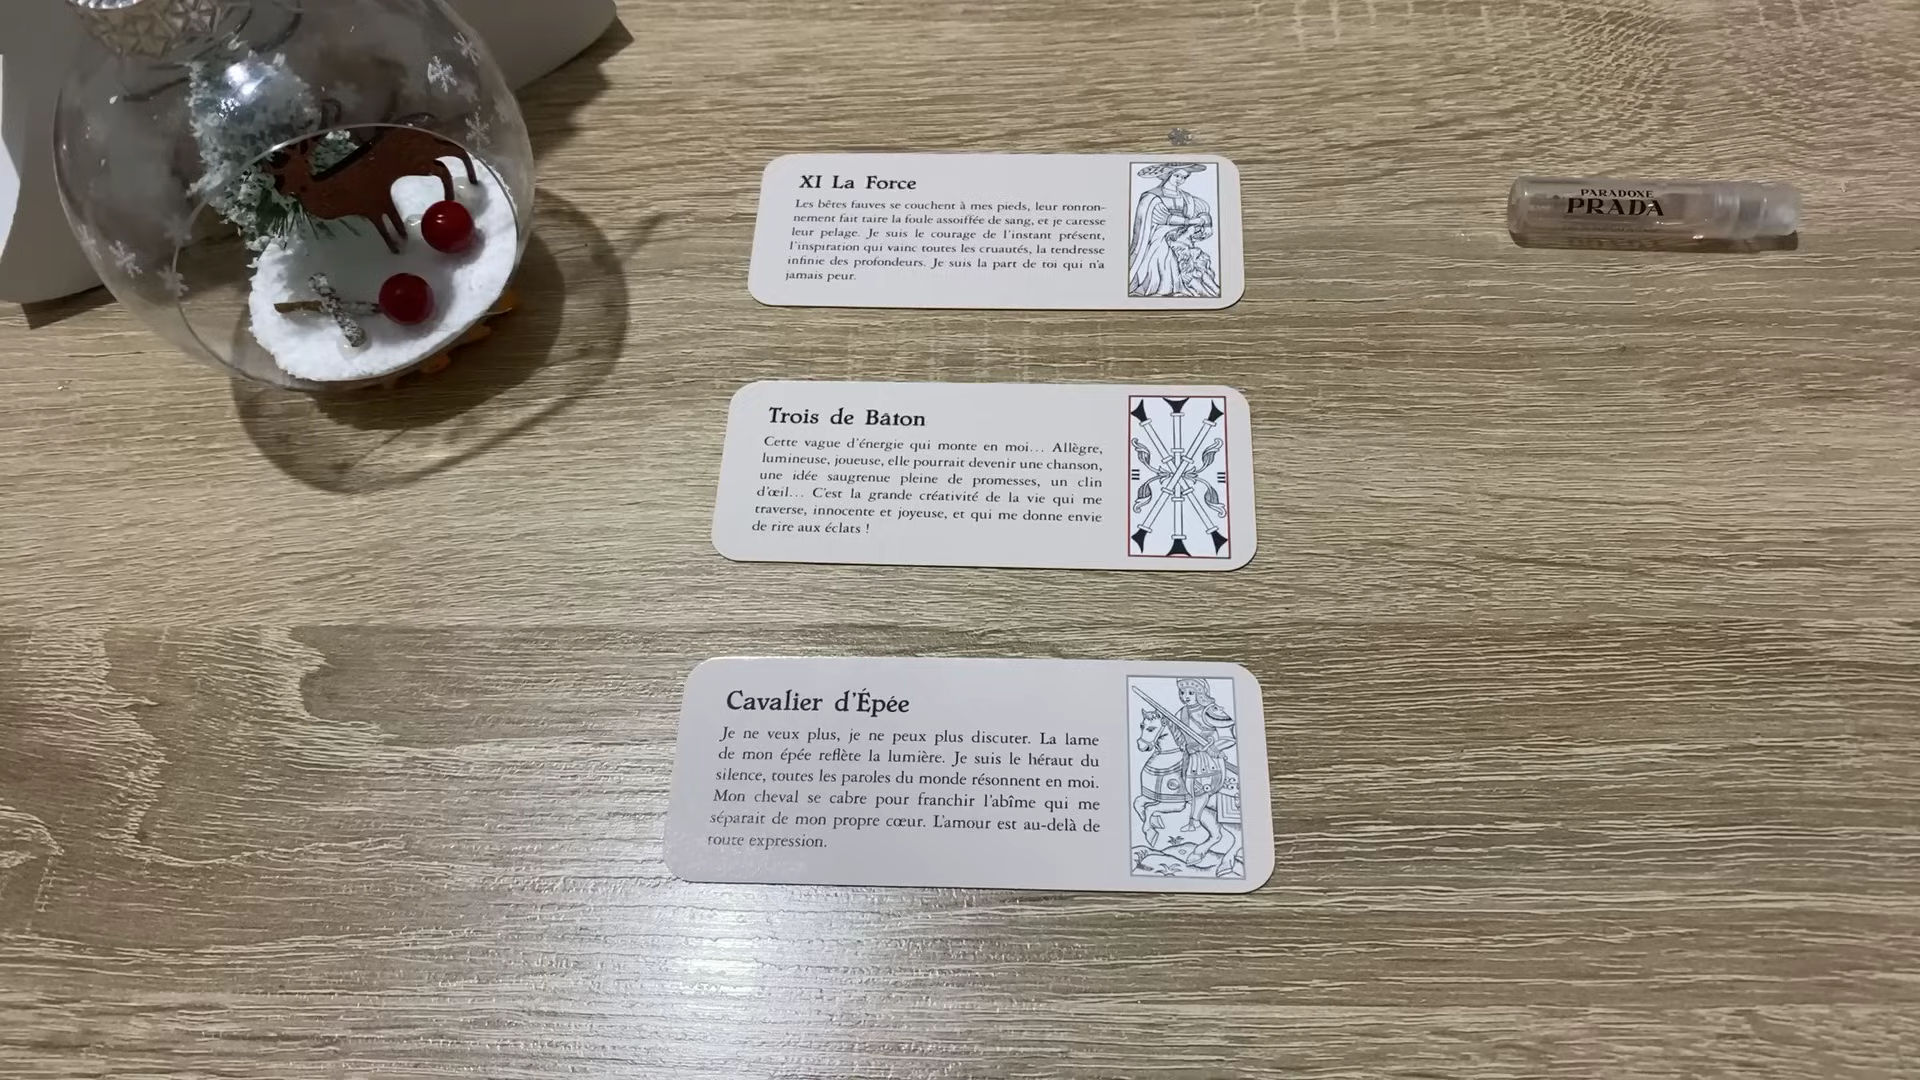 XI La Force
Les bêtes fauves se couchent à mes pieds, leur ronron-
nement fait taire la foule assoiffée de sang, et je caresse
leur pelage. Je suis le courage de l'instant présent,
l'inspiration qui vainc toutes les cruautés, la tendresse
infinie des profondeurs. Je suis la part de toi qui n'a
jamais peur.
PARADOXE
PRADA
Trois de Bâton
Cette vague d'énergie qui monte en moi... Allègre,
lumineuse, joueuse, elle pourrait devenir une chanson,
une idée saugrenue pleine de promesses, un clin
d'œil... C'est la grande créativité de la vie qui me
traverse, innocente et joyeuse, et qui me donne envie
de rire aux éclats !
Cavalier d'Épée
Je ne veux plus, je ne peux plus discuter. La lame
de mon épée reflète la lumière. Je suis le héraut du
silence, toutes les paroles du monde résonnent en moi.
Mon cheval se cabre pour franchir l'abîme qui me
séparait de mon propre cœur. L'amour est au-delà de
toute expression.